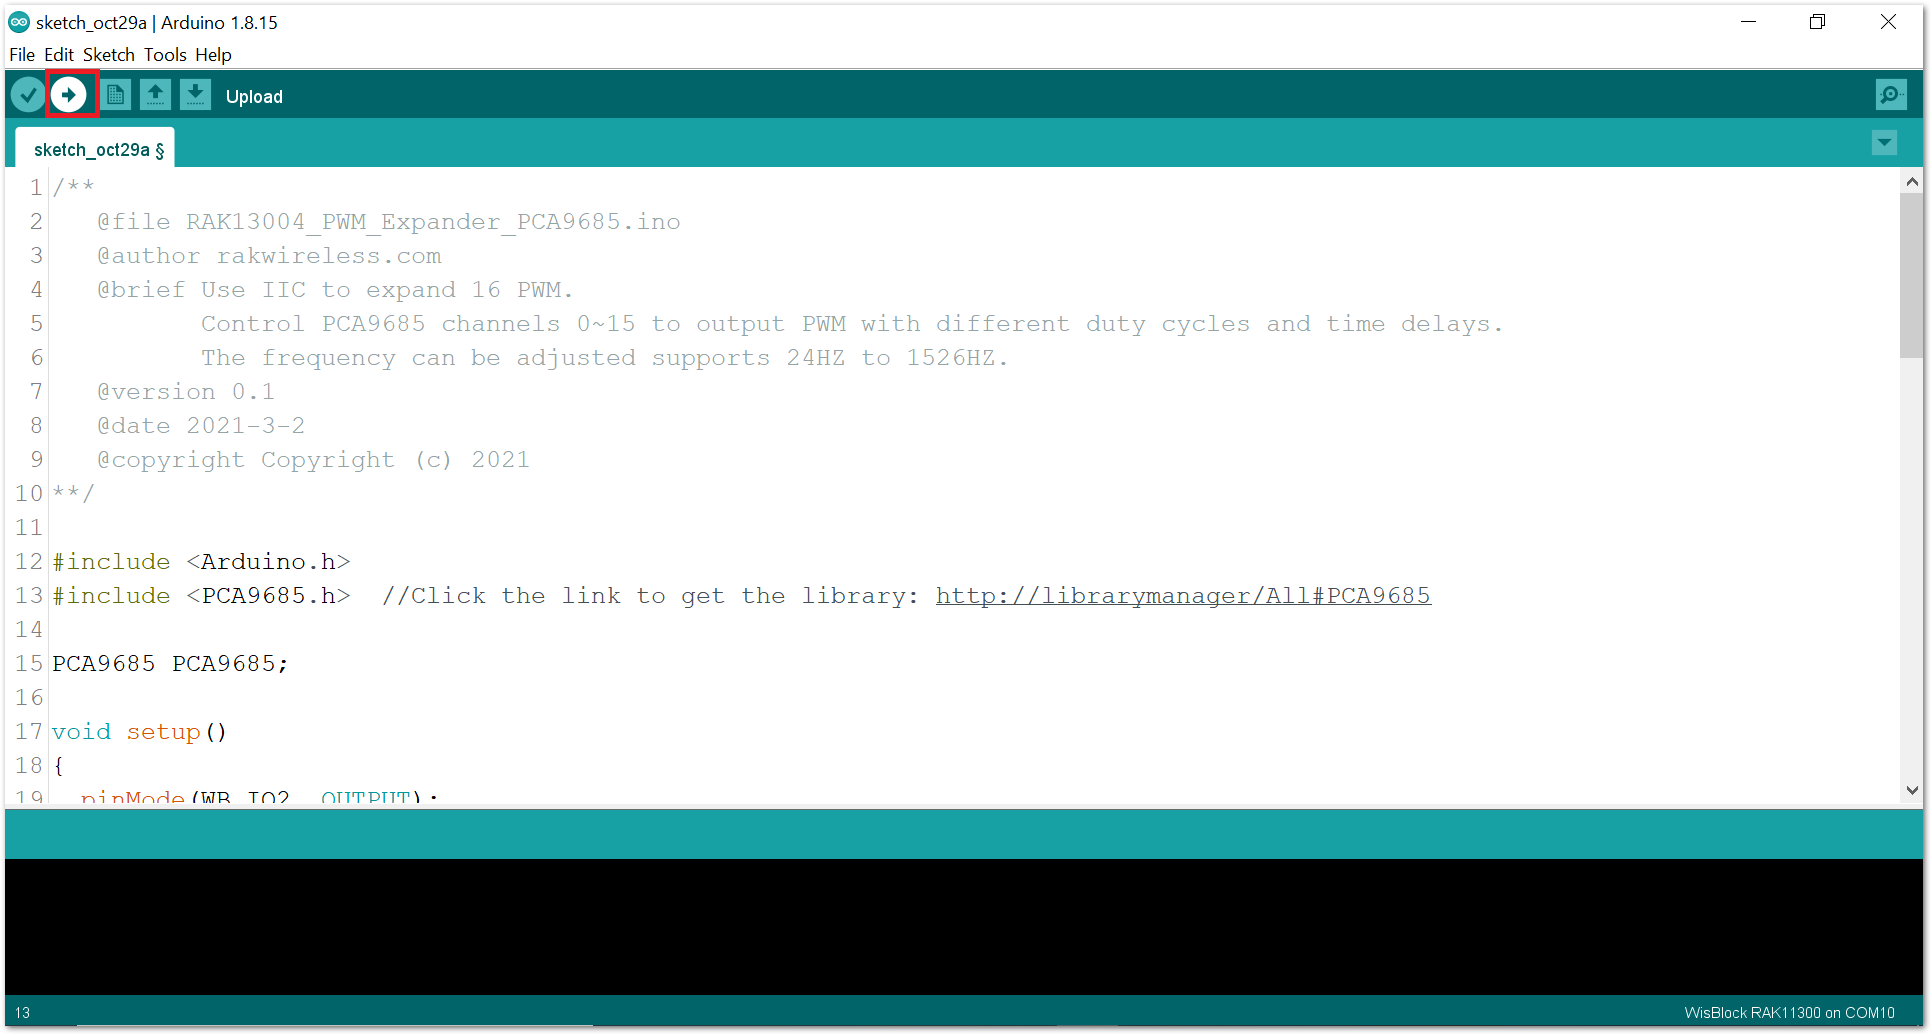 sketch_oct29a | Arduino 1.8.15
File Edit Sketch Tools Help
Upload
sketch_oct29a §
1 /**
2 @file RAK13004_PWM_Expander_PCA9685.ino
3 @author rakwireless.com
4 @brief Use IIC to expand 16 PWM.
5 Control PCA9685 channels 0~15 to output PWM with different duty cycles and time delays.
6 The frequency can be adjusted supports 24HZ to 1526HZ.
7 @version 0.1
8 @date 2021-3-2
9 @copyright Copyright (c) 2021
10 **/
11
12 #include <Arduino.h>
13 #include <PCA9685.h> //Click the link to get the library: http://librarymanager/All#PCA9685
14
15 PCA9685 PCA9685;
16
17 void setup()
18 {
19 pinMode(WB_IO2, OUTPUT);
13
WisBlock RAK11300 on COM10